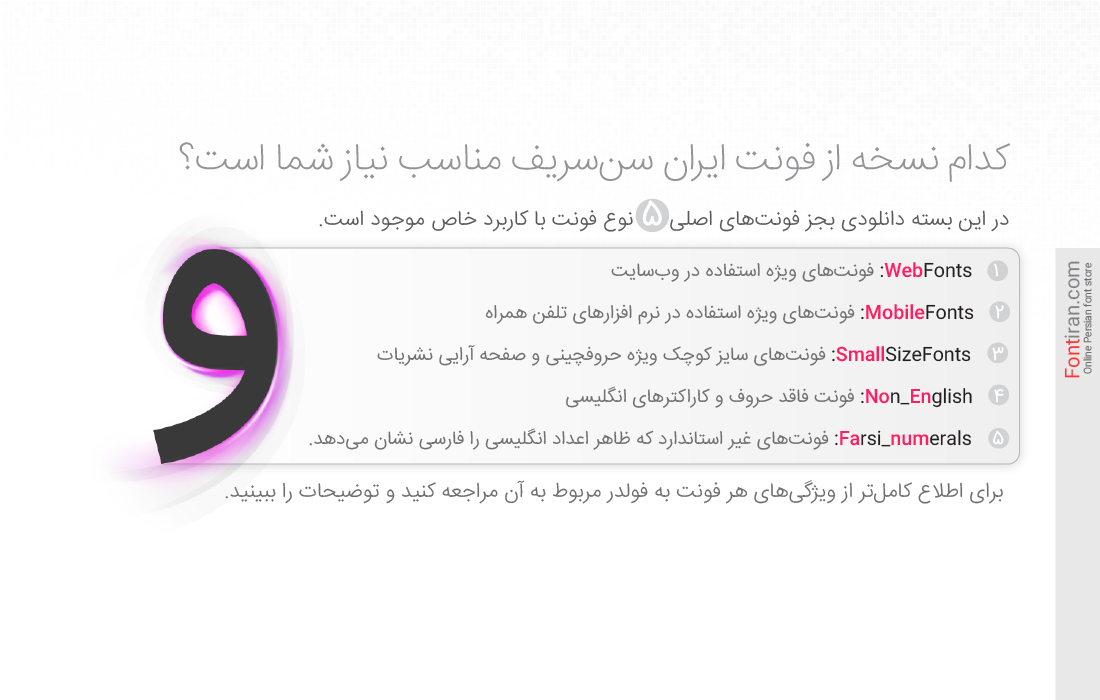 کدام نسخه از فونت ایران سن‌سریف مناسب نیاز شما است؟
در این بسته دانلودی بجز فونت‌های اصلی ۵ نوع فونت با کاربرد خاص موجود است.
۱ WebFonts: فونت‌های ویژه استفاده در وب‌سایت
۲ MobileFonts: فونت‌های ویژه استفاده در نرم افزارهای تلفن همراه
۳ SmallSizeFonts: فونت‌های سایز کوچک ویژه حروفچینی و صفحه آرایی نشریات
۴ Non_English: فونت فاقد حروف و کاراکترهای انگلیسی
۵ Farsi_numerals: فونت‌های غیر استاندارد که ظاهر اعداد انگلیسی را فارسی نشان می‌دهد.
برای اطلاع کامل‌تر از ویژگی‌های هر فونت به فولدر مربوط به آن مراجعه کنید و توضیحات را ببینید.
و
Fontiran.com
Online Persian font store